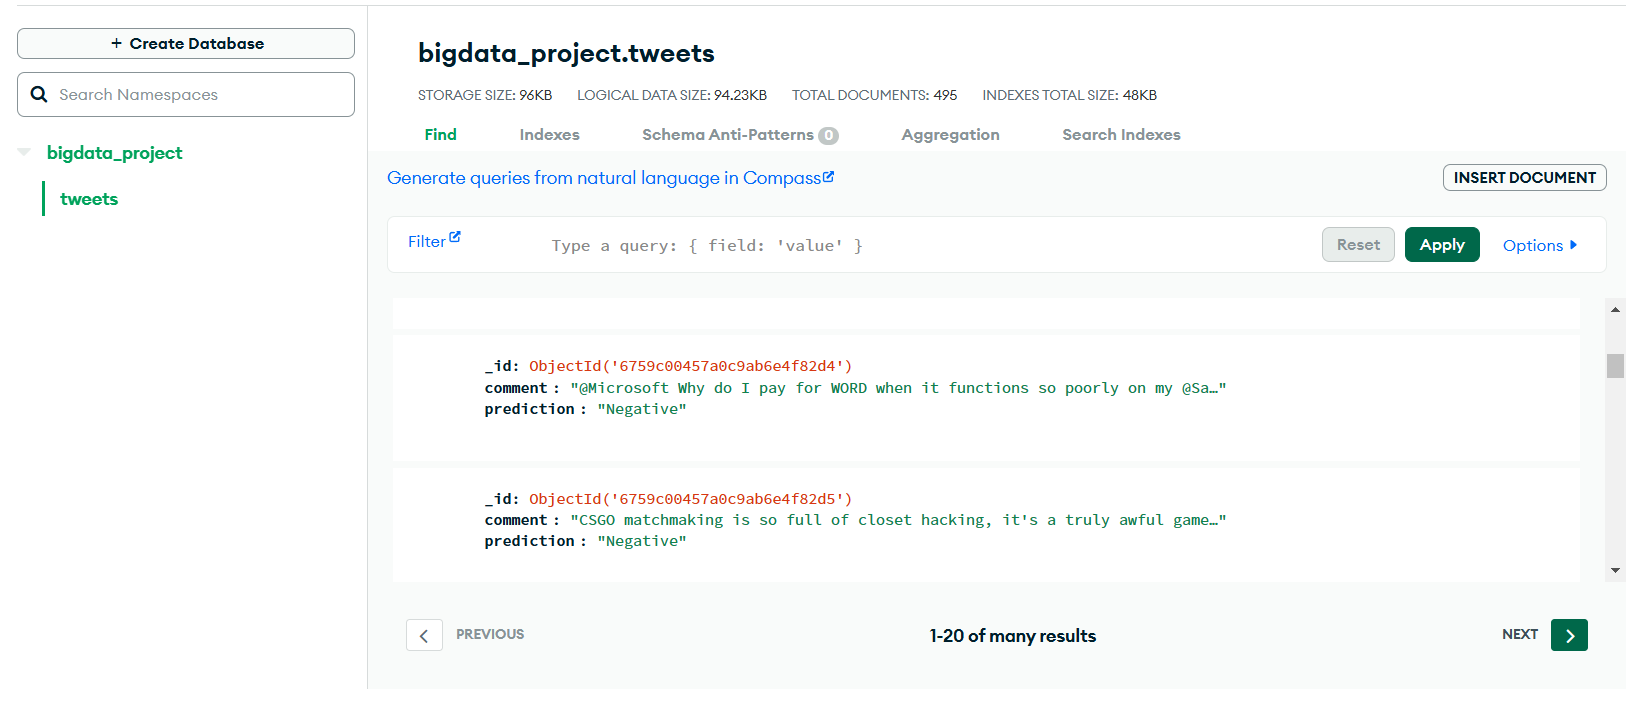 + Create Database
Search Namespaces
bigdata_project
tweets
bigdata_project.tweets
STORAGE SIZE: 96KB LOGICAL DATA SIZE: 94.23KB TOTAL DOCUMENTS: 495 INDEXES TOTAL SIZE: 48KB
Find Indexes Schema Anti-Patterns 0 Aggregation Search Indexes
Generate queries from natural language in Compass
INSERT DOCUMENT
Filter Type a query: { field: 'value' } Reset Apply Options
_id: ObjectId('6759c00457a0c9ab6e4f82d4')
comment : "@Microsoft Why do I pay for WORD when it functions so poorly on my @Sa…"
prediction : "Negative"
_id: ObjectId('6759c00457a0c9ab6e4f82d5')
comment : "CSGO matchmaking is so full of closet hacking, it's a truly awful game…"
prediction : "Negative"
PREVIOUS 1-20 of many results NEXT